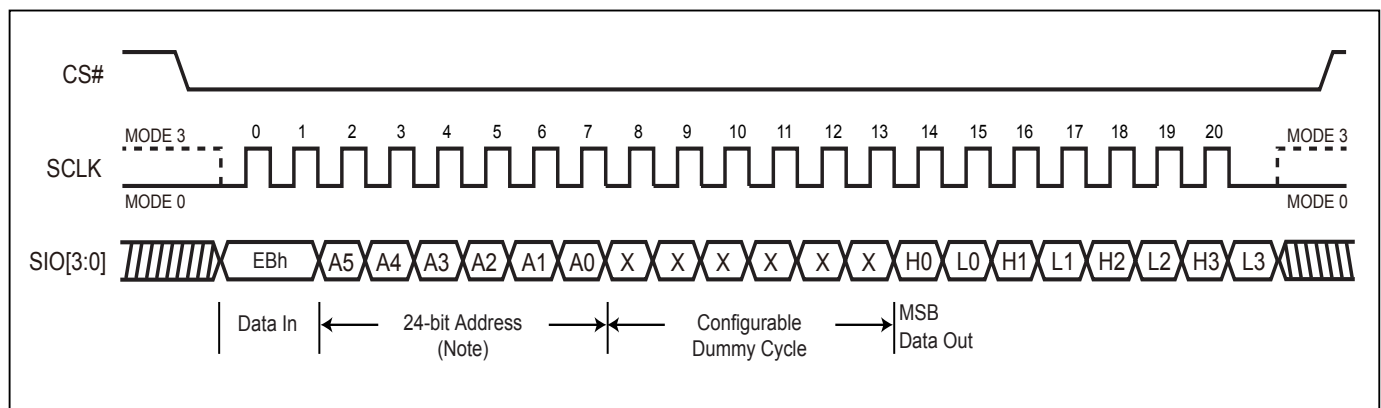 CS#
MODE 3 0 1 2 3 4 5 6 7 8 9 10 11 12 13 14 15 16 17 18 19 20 MODE 3
SCLK
MODE 0 MODE 0
SIO[3:0] EBh A5 A4 A3 A2 A1 A0 X X X X X X H0 L0 H1 L1 H2 L2 H3 L3
Data In 24-bit Address Configurable MSB
(Note) Dummy Cycle Data Out